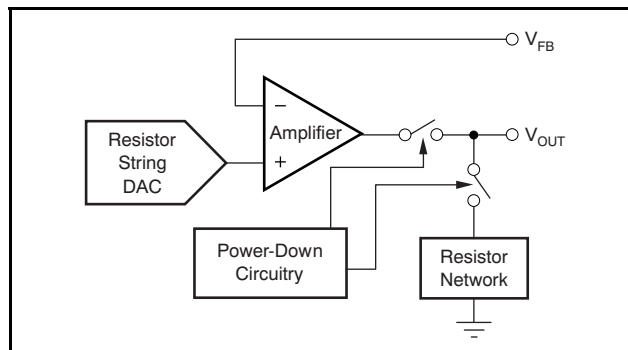 V_FB
−
Amplifier
+
V_OUT
Resistor
String
DAC
Power-Down
Circuitry
Resistor
Network